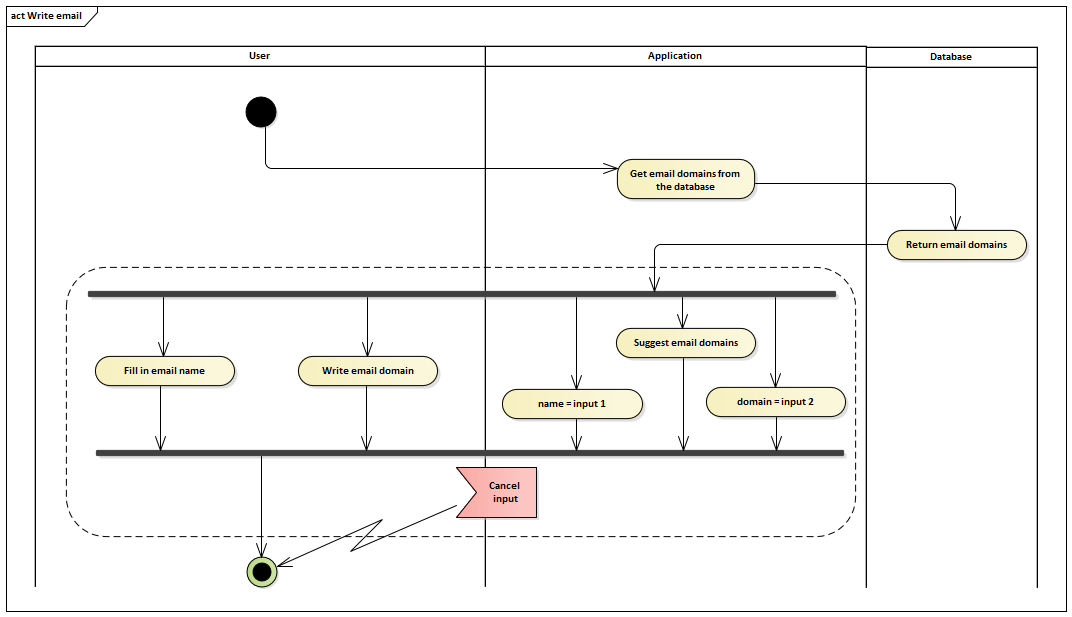 act Write email
User
Application
Database
Get email domains from
the database
Return email domains
Suggest email domains
Fill in email name
Write email domain
name = input 1
domain = input 2
Cancel
input